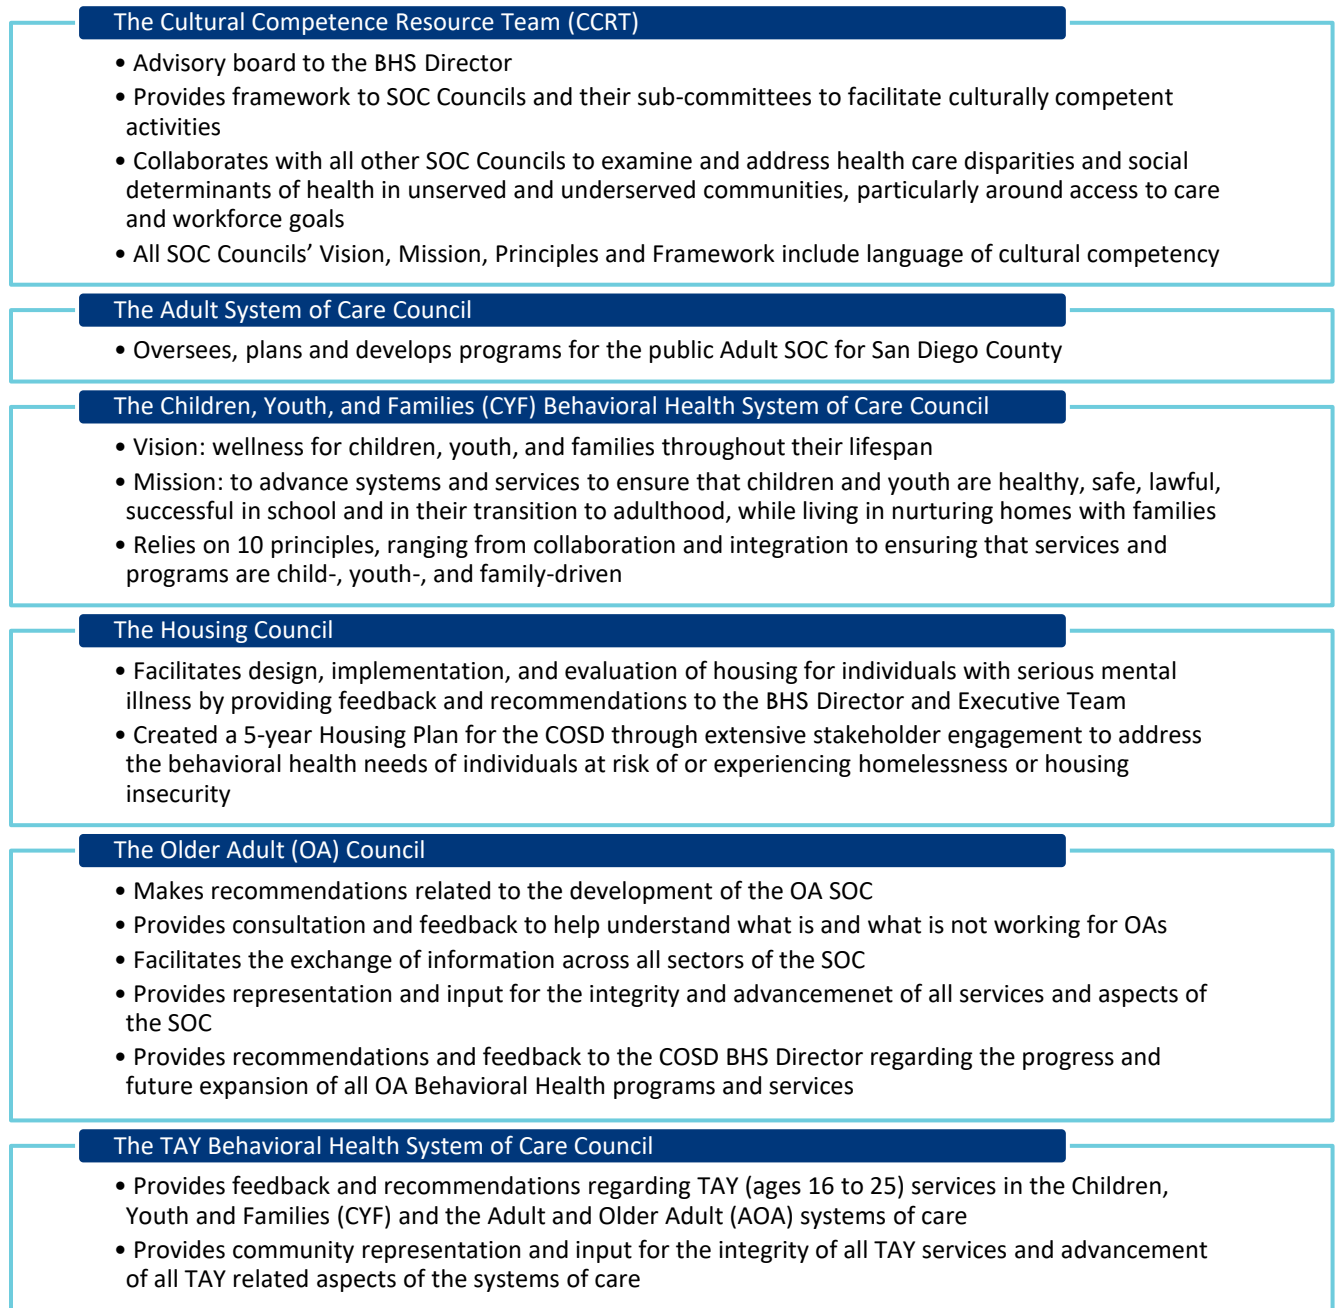 The Cultural Competence Resource Team (CCRT)
• Advisory board to the BHS Director
• Provides framework to SOC Councils and their sub-committees to facilitate culturally competent
activities
• Collaborates with all other SOC Councils to examine and address health care disparities and social
determinants of health in unserved and underserved communities, particularly around access to care
and workforce goals
• All SOC Councils’ Vision, Mission, Principles and Framework include language of cultural competency
The Adult System of Care Council
• Oversees, plans and develops programs for the public Adult SOC for San Diego County
The Children, Youth, and Families (CYF) Behavioral Health System of Care Council
• Vision: wellness for children, youth, and families throughout their lifespan
• Mission: to advance systems and services to ensure that children and youth are healthy, safe, lawful,
successful in school and in their transition to adulthood, while living in nurturing homes with families
• Relies on 10 principles, ranging from collaboration and integration to ensuring that services and
programs are child-, youth-, and family-driven
The Housing Council
• Facilitates design, implementation, and evaluation of housing for individuals with serious mental
illness by providing feedback and recommendations to the BHS Director and Executive Team
• Created a 5-year Housing Plan for the COSD through extensive stakeholder engagement to address
the behavioral health needs of individuals at risk of or experiencing homelessness or housing
insecurity
The Older Adult (OA) Council
• Makes recommendations related to the development of the OA SOC
• Provides consultation and feedback to help understand what is and what is not working for OAs
• Facilitates the exchange of information across all sectors of the SOC
• Provides representation and input for the integrity and advancemenet of all services and aspects of
the SOC
• Provides recommendations and feedback to the COSD BHS Director regarding the progress and
future expansion of all OA Behavioral Health programs and services
The TAY Behavioral Health System of Care Council
• Provides feedback and recommendations regarding TAY (ages 16 to 25) services in the Children,
Youth and Families (CYF) and the Adult and Older Adult (AOA) systems of care
• Provides community representation and input for the integrity of all TAY services and advancement
of all TAY related aspects of the systems of care